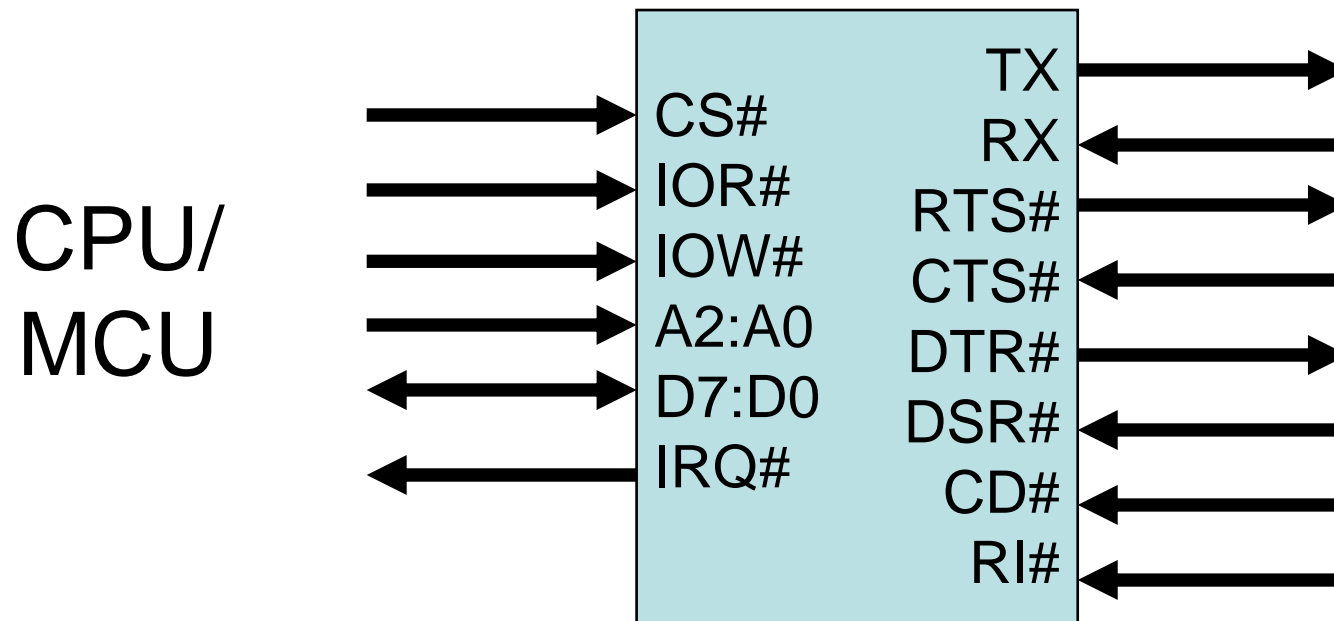 CPU/
MCU
CS#
IOR#
IOW#
A2:A0
D7:D0
IRQ#
TX
RX
RTS#
CTS#
DTR#
DSR#
CD#
RI#